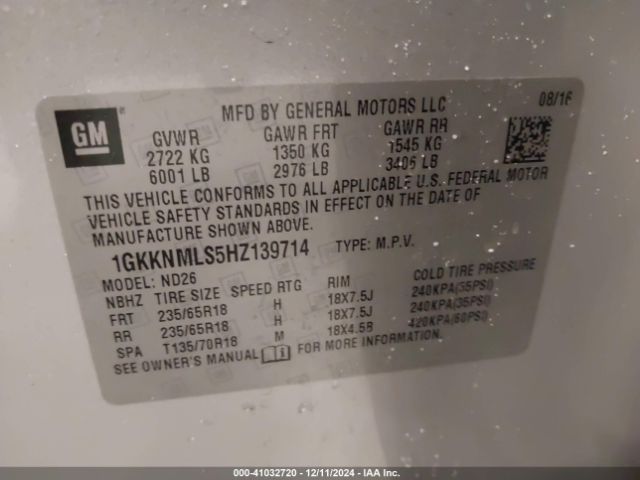 GM
MFD BY GENERAL MOTORS LLC 08/16
GVWR GAWR FRT GAWR RR
2722 KG 1350 KG 1545 KG
6001 LB 2976 LB 3406 LB
THIS VEHICLE CONFORMS TO ALL APPLICABLE U.S. FEDERAL MOTOR
VEHICLE SAFETY STANDARDS IN EFFECT ON THE DATE OF
MANUFACTURE SHOWN ABOVE.
1GKKNMLS5HZ139714 TYPE: M.P.V.
MODEL: ND26
NBHZ TIRE SIZE SPEED RTG RIM COLD TIRE PRESSURE
FRT 235/65R18 H 18X7.5J 240KPA(35PSI)
RR 235/65R18 H 18X7.5J 240KPA(35PSI)
SPA T135/70R18 M 18X4.5B 420KPA(60PSI)
SEE OWNER'S MANUAL FOR MORE INFORMATION.
000-41032720 - 12/11/2024 - IAAI Inc.